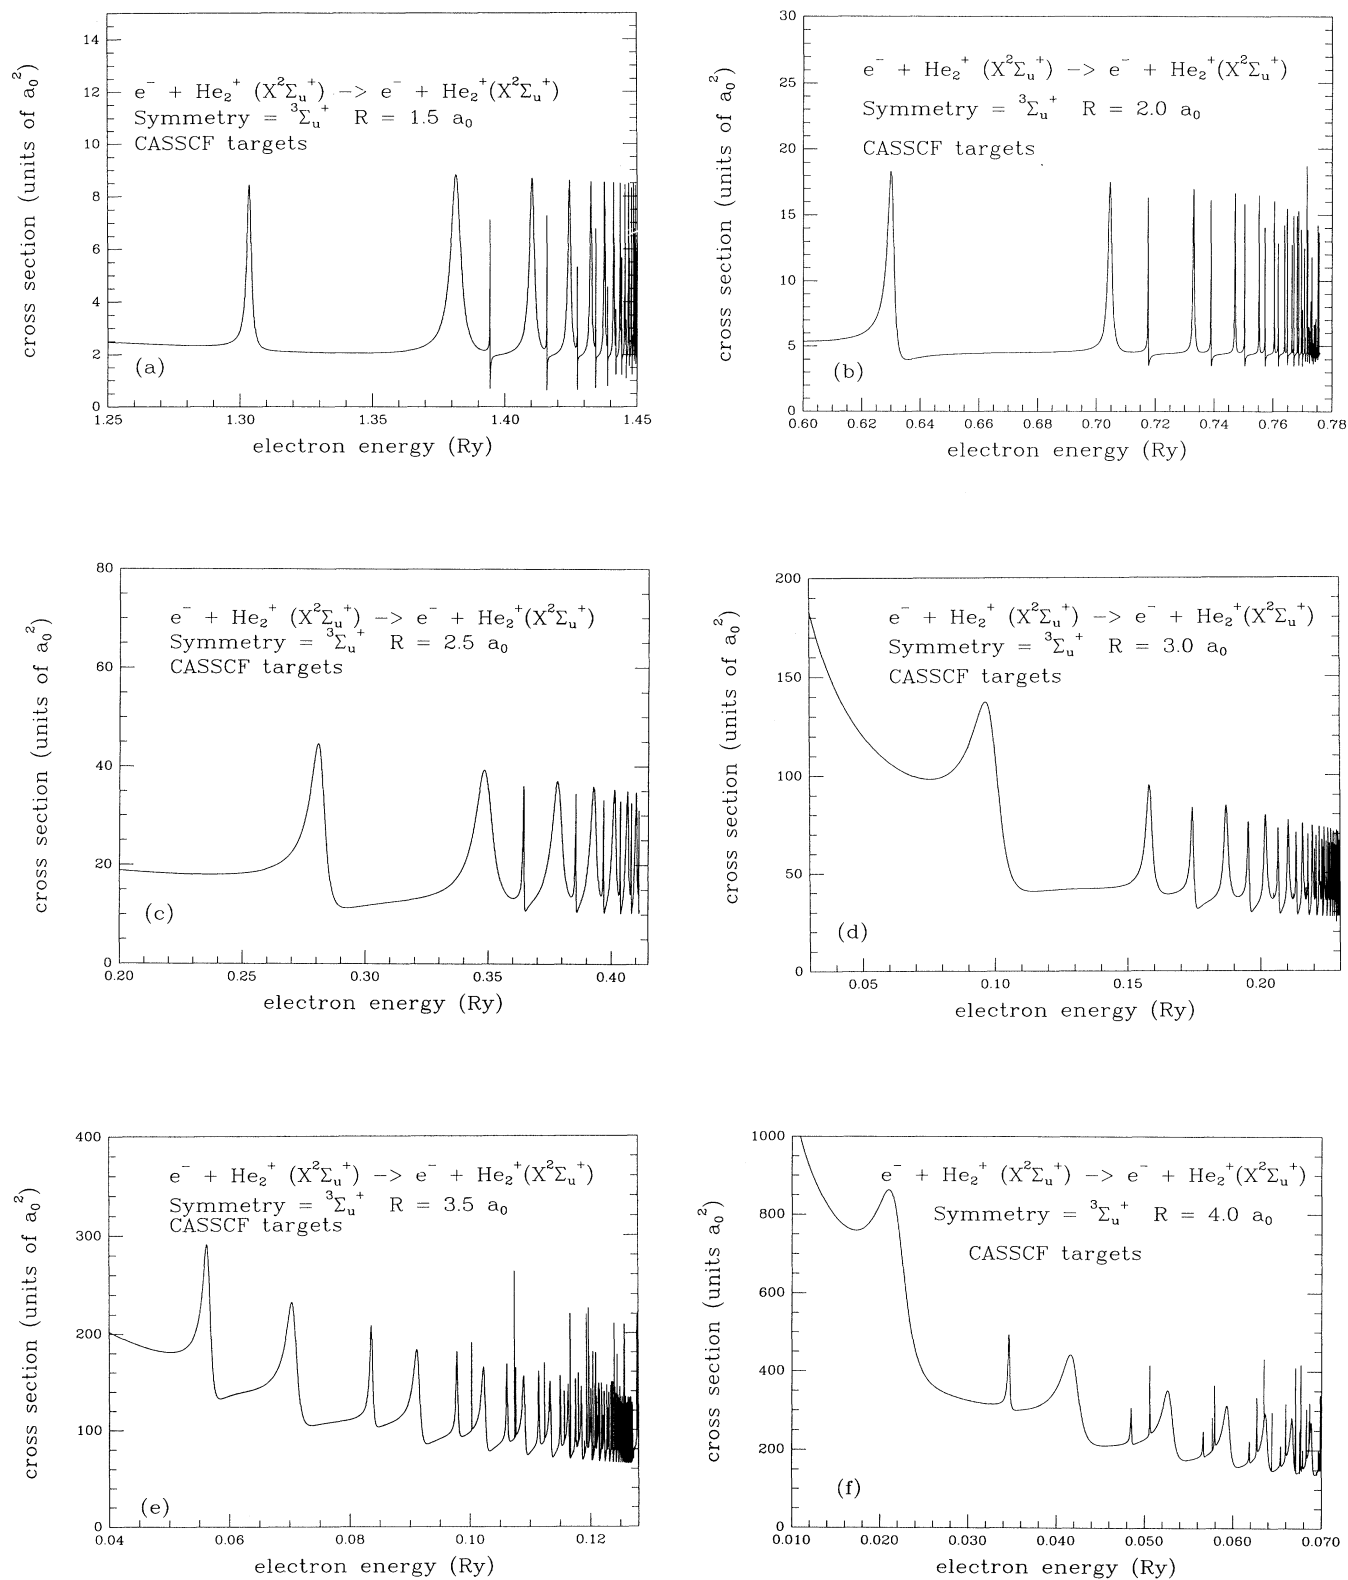 cross section (units of a₀²)
15
14
12
10
8
6
4
2
0
e⁻ + He₂⁺ (X²Σᵤ⁺) -> e⁻ + He₂⁺(X²Σᵤ⁺)
Symmetry = ³Σᵤ⁺ R = 1.5 a₀
CASSCF targets
(a)
1.25 1.30 1.35 1.40 1.45
electron energy (Ry)
cross section (units of a₀²)
30
25
20
15
10
5
0
e⁻ + He₂⁺ (X²Σᵤ⁺) -> e⁻ + He₂⁺(X²Σᵤ⁺)
Symmetry = ³Σᵤ⁺ R = 2.0 a₀
CASSCF targets
(b)
0.60 0.62 0.64 0.66 0.68 0.70 0.72 0.74 0.76 0.78
electron energy (Ry)
cross section (units of a₀²)
80
60
40
20
0
e⁻ + He₂⁺ (X²Σᵤ⁺) -> e⁻ + He₂⁺(X²Σᵤ⁺)
Symmetry = ³Σᵤ⁺ R = 2.5 a₀
CASSCF targets
(c)
0.20 0.25 0.30 0.35 0.40
electron energy (Ry)
cross section (units of a₀²)
200
150
100
50
0
e⁻ + He₂⁺ (X²Σᵤ⁺) -> e⁻ + He₂⁺(X²Σᵤ⁺)
Symmetry = ³Σᵤ⁺ R = 3.0 a₀
CASSCF targets
(d)
0.05 0.10 0.15 0.20
electron energy (Ry)
cross section (units of a₀²)
400
300
200
100
0
e⁻ + He₂⁺ (X²Σᵤ⁺) -> e⁻ + He₂⁺(X²Σᵤ⁺)
Symmetry = ³Σᵤ⁺ R = 3.5 a₀
CASSCF targets
(e)
0.04 0.06 0.08 0.10 0.12
electron energy (Ry)
cross section (units a₀²)
1000
800
600
400
200
0
e⁻ + He₂⁺ (X²Σᵤ⁺) -> e⁻ + He₂⁺(X²Σᵤ⁺)
Symmetry = ³Σᵤ⁺ R = 4.0 a₀
CASSCF targets
(f)
0.010 0.020 0.030 0.040 0.050 0.060 0.070
electron energy (Ry)